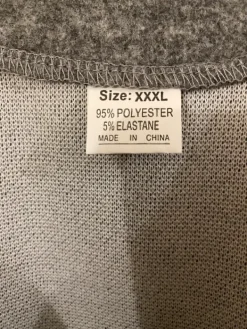 Size: XXXL
95% POLYESTER
5% ELASTANE
MADE IN CHINA